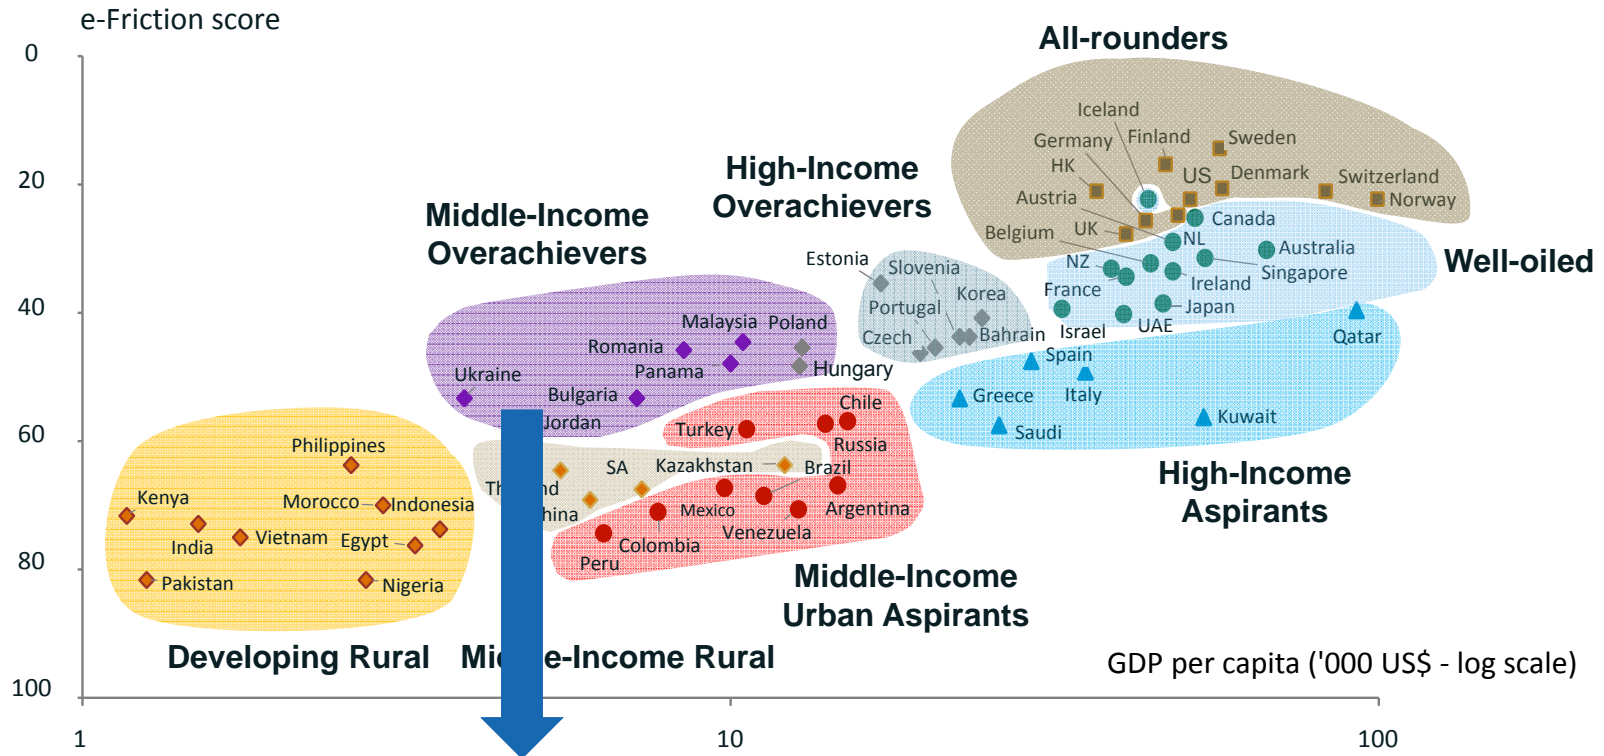 e-Friction score
0
20
40
60
80
100
1
10
100
GDP per capita ('000 US$ - log scale)
All-rounders
Iceland
Germany
Finland
Sweden
HK
US
Denmark
Switzerland
Austria
Norway
UK
Canada
Belgium
NL
Australia
NZ
Singapore
France
Ireland
Japan
Israel
UAE
Well-oiled
High-Income
Overachievers
Estonia
Slovenia
Portugal
Korea
Czech
Bahrain
Middle-Income
Overachievers
Malaysia
Poland
Romania
Panama
Hungary
Ukraine
Bulgaria
Jordan
Qatar
Spain
Greece
Italy
Saudi
Kuwait
High-Income
Aspirants
Chile
Turkey
Russia
SA
Kazakhstan
Brazil
Mexico
Argentina
Venezuela
Colombia
Peru
Middle-Income
Urban Aspirants
Philippines
Kenya
Morocco
Indonesia
India
Vietnam
Egypt
Pakistan
Nigeria
Developing Rural
-Income Rural